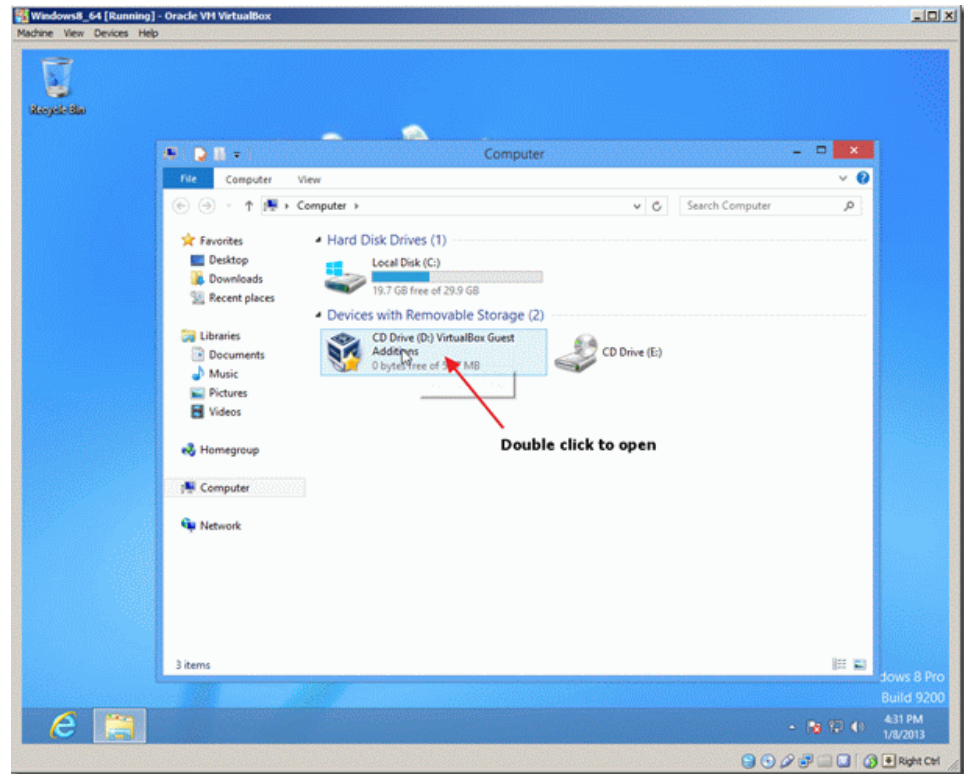 Windows8_64 [Running] - Oracle VM VirtualBox
Machine View Devices Help
Recycle Bin
Computer
File Computer View
Computer
Search Computer
Favorites
Desktop
Downloads
Recent places
Libraries
Documents
Music
Pictures
Videos
Homegroup
Computer
Network
Hard Disk Drives (1)
Local Disk (C:)
19.7 GB free of 29.9 GB
Devices with Removable Storage (2)
CD Drive (D:) VirtualBox Guest
Additions
0 bytes free of MB
CD Drive (E:)
Double click to open
3 items
dows 8 Pro
Build 9200
4:31 PM
1/8/2013
Right Ctrl